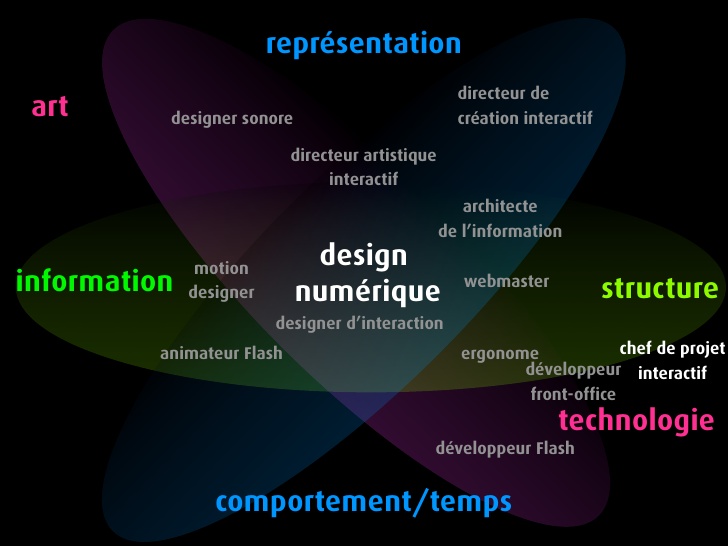 représentation
art
directeur de
création interactif
designer sonore
directeur artistique
interactif
architecte
de l’information
design
numérique
information
motion
designer
webmaster
structure
designer d’interaction
animateur Flash
ergonome
chef de projet
interactif
développeur
front-office
technologie
développeur Flash
comportement/temps